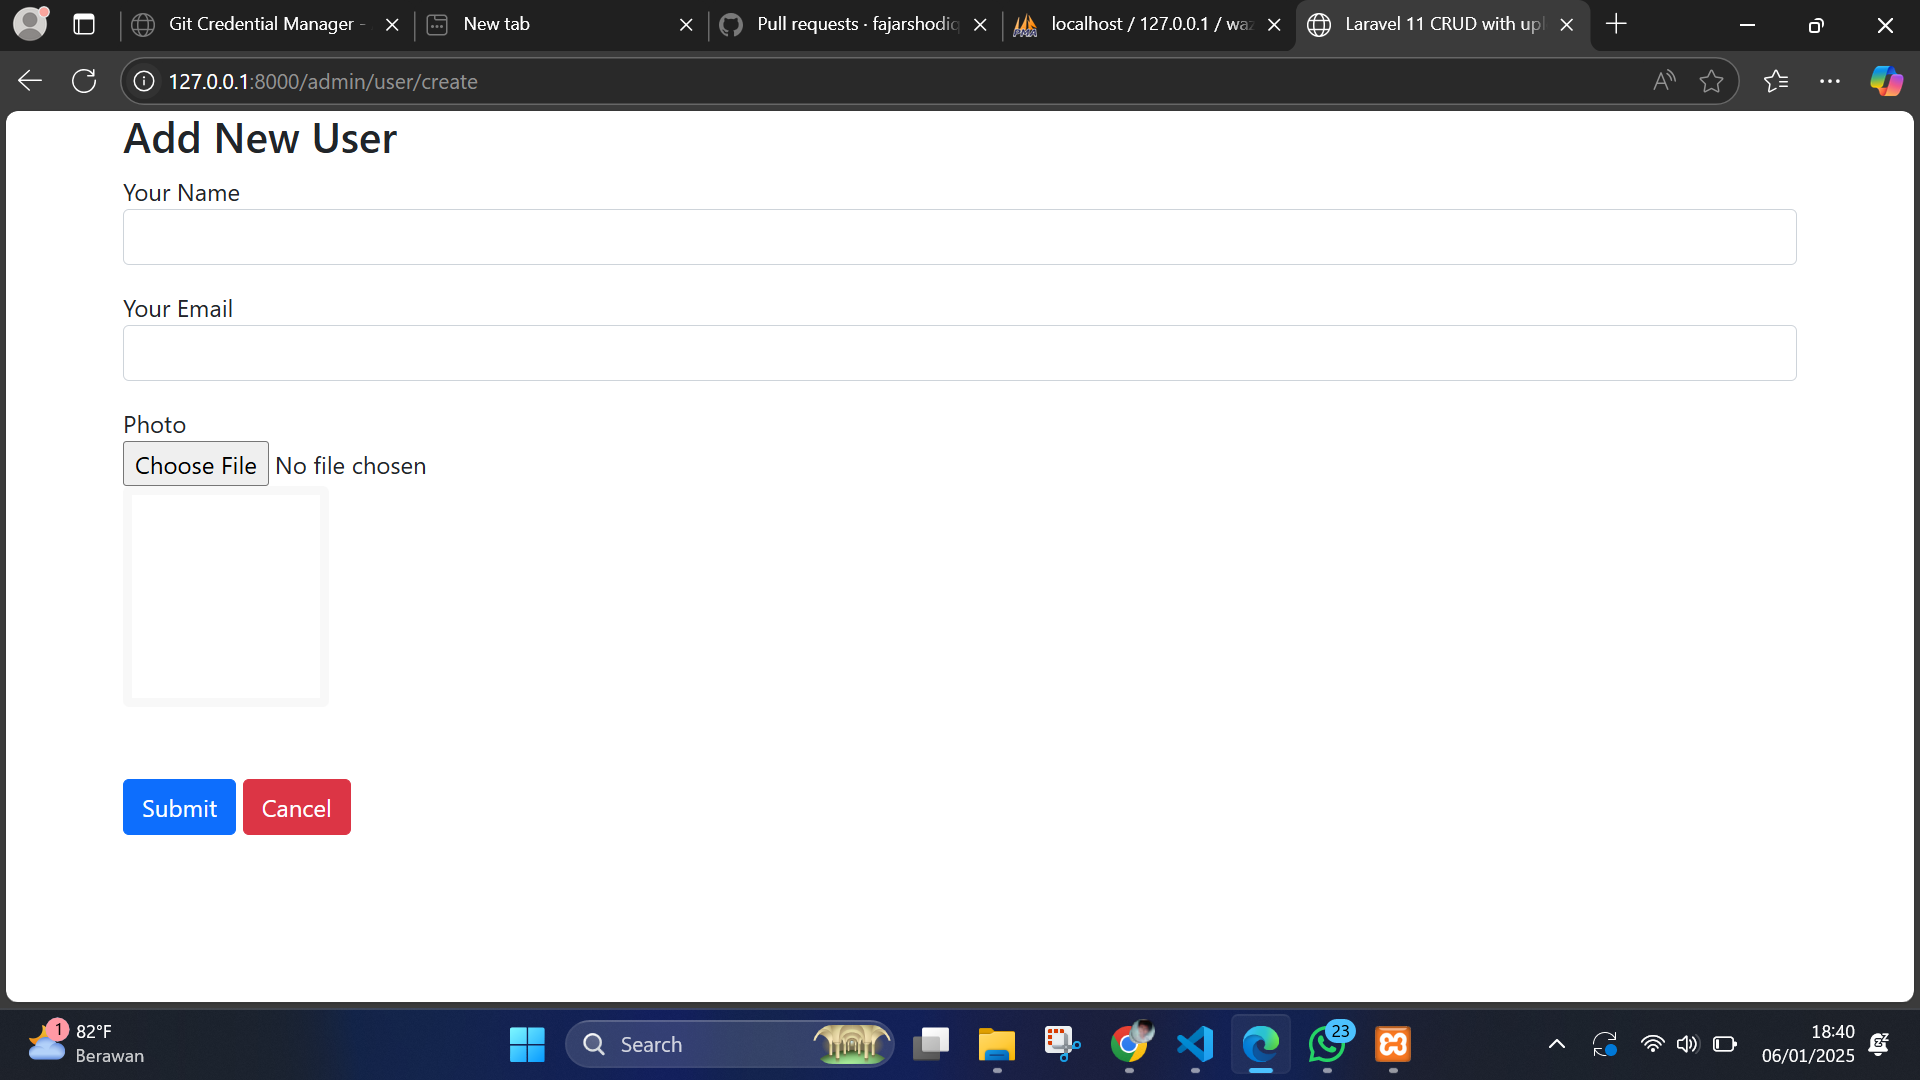 Git Credential Manager -
New tab
Pull requests · fajarshodiq
localhost / 127.0.0.1 / waz
Laravel 11 CRUD with upl
127.0.0.1:8000/admin/user/create
Add New User
Your Name
Your Email
Photo
Choose File No file chosen
Submit Cancel
1
82°F
Berawan
Search
23
18:40
06/01/2025